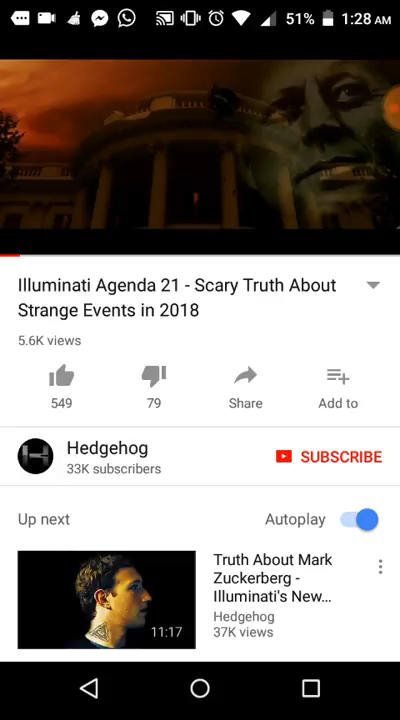 51% 1:28 AM
Illuminati Agenda 21 - Scary Truth About
Strange Events in 2018
5.6K views
549
79
Share
Add to
Hedgehog
33K subscribers
SUBSCRIBE
Up next
Autoplay
11:17
Truth About Mark
Zuckerberg -
Illuminati's New...
Hedgehog
37K views